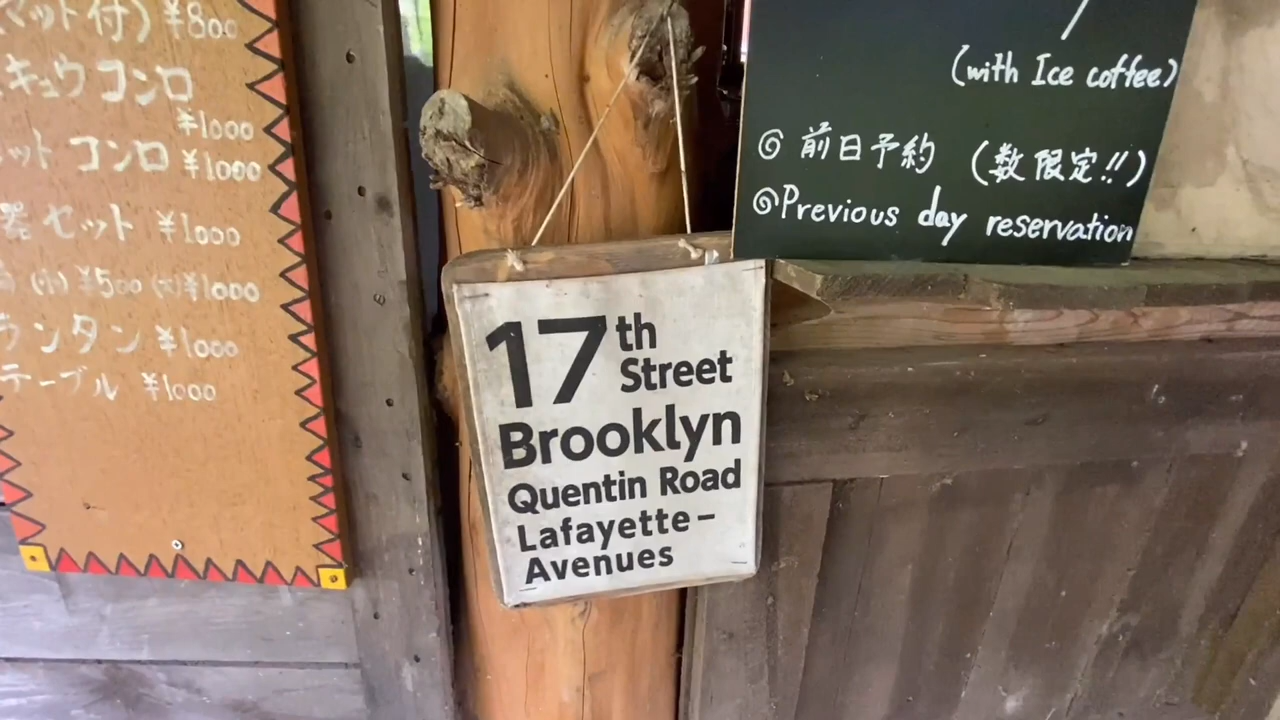 マット付) ¥800
キュウコンロ
¥1000
ットコンロ ¥1000
器セット ¥1000
(小)¥500 (大)¥1000
ランタン ¥1000
テーブル ¥1000
17th
Street
Brooklyn
Quentin Road
Lafayette–
Avenues
(with Ice coffee)
◎ 前日予約 (数限定!!)
◎Previous day reservation